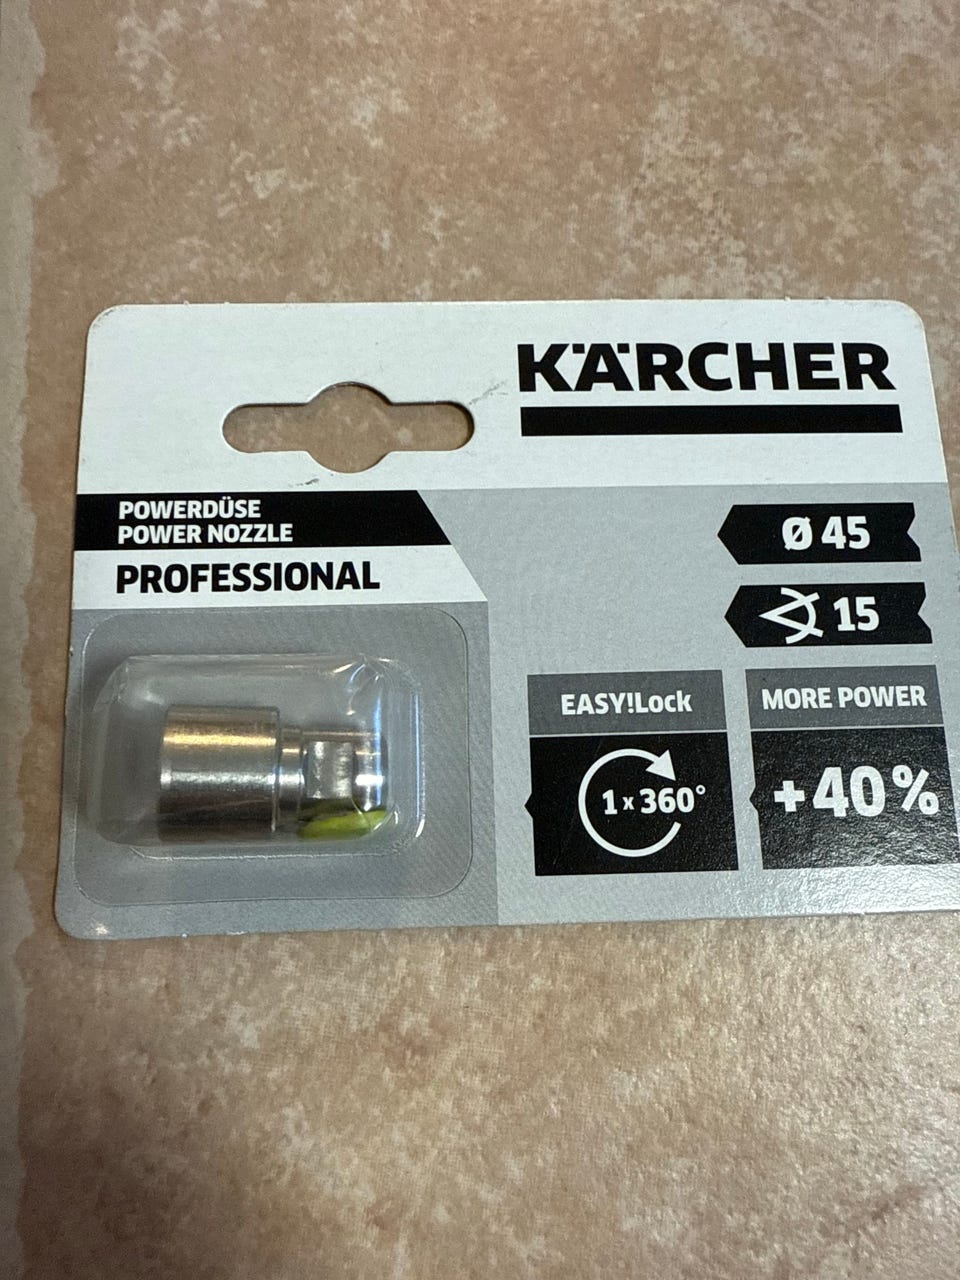 KÄRCHER
POWERDÜSE
POWER NOZZLE
PROFESSIONAL
Ø 45
15
EASY!Lock
1 x 360°
MORE POWER
+40%